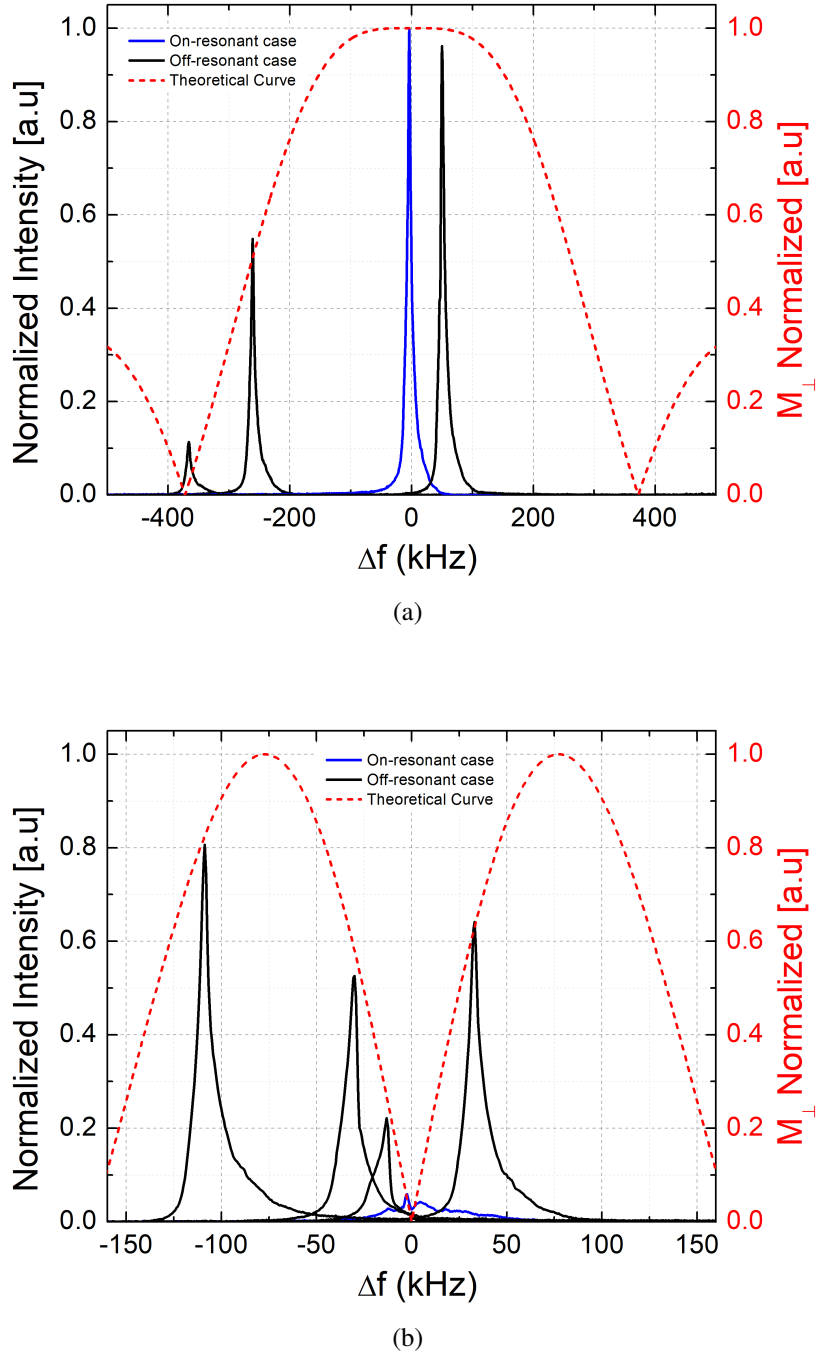 On-resonant case
Off-resonant case
Theoretical Curve
Normalized Intensity [a.u]
1.0
0.8
0.6
0.4
0.2
0.0
M⊥ Normalized [a.u]
1.0
0.8
0.6
0.4
0.2
0.0
-400 -200 0 200 400
Δf (kHz)
(a)
On-resonant case
Off-resonant case
Theoretical Curve
Normalized Intensity [a.u]
1.0
0.8
0.6
0.4
0.2
0.0
M⊥ Normalized [a.u]
1.0
0.8
0.6
0.4
0.2
0.0
-150 -100 -50 0 50 100 150
Δf (kHz)
(b)